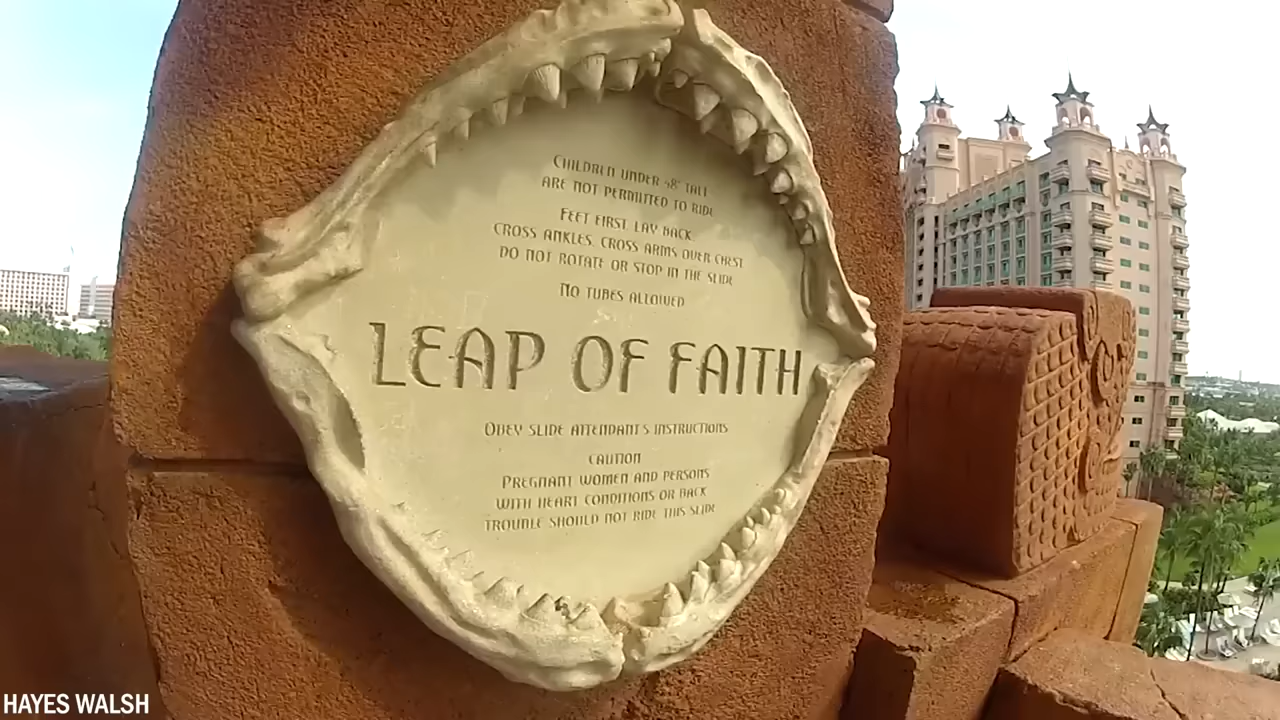 CHILDREN UNDER 48" TALL
ARE NOT PERMITTED TO RIDE
FEET FIRST, LAY BACK,
CROSS ANKLES, CROSS ARMS OVER CHEST
DO NOT ROTATE OR STOP IN THE SLIDE
NO TUBES ALLOWED
LEAP OF FAITH
OBEY SLIDE ATTENDANT'S INSTRUCTIONS
CAUTION
PREGNANT WOMEN AND PERSONS
WITH HEART CONDITIONS OR BACK
TROUBLE SHOULD NOT RIDE THIS SLIDE
HAYES WALSH